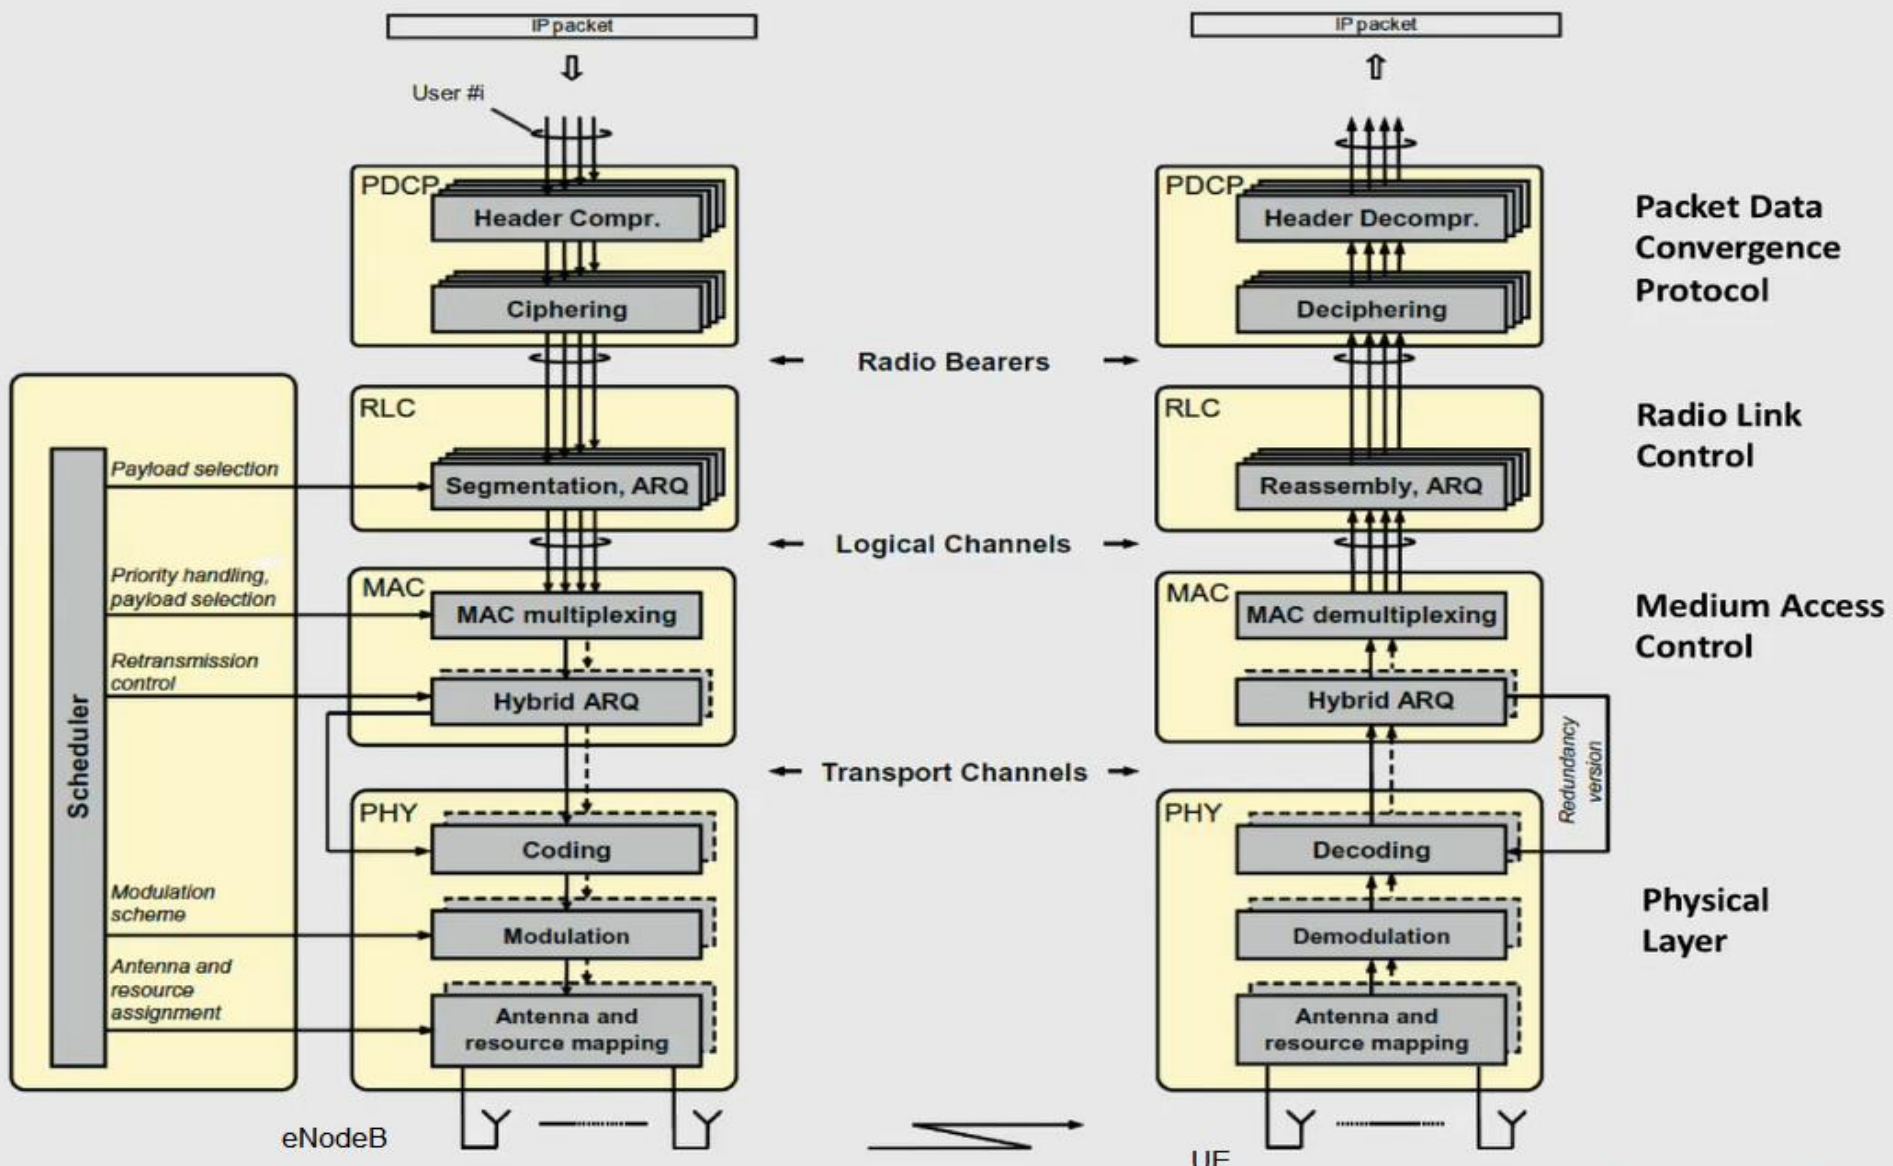 IP packet
IP packet
User #i
PDCP
Header Compr.
Ciphering
PDCP
Header Decompr.
Deciphering
Packet Data
Convergence
Protocol
Radio Bearers
RLC
Segmentation, ARQ
RLC
Reassembly, ARQ
Radio Link
Control
Logical Channels
Scheduler
Payload selection
Priority handling,
payload selection
Retransmission
control
Modulation
scheme
Antenna and
resource
assignment
MAC
MAC multiplexing
Hybrid ARQ
MAC
MAC demultiplexing
Hybrid ARQ
Medium Access
Control
Redundancy
version
Transport Channels
PHY
Coding
Modulation
Antenna and
resource mapping
PHY
Decoding
Demodulation
Antenna and
resource mapping
Physical
Layer
eNodeB
UE